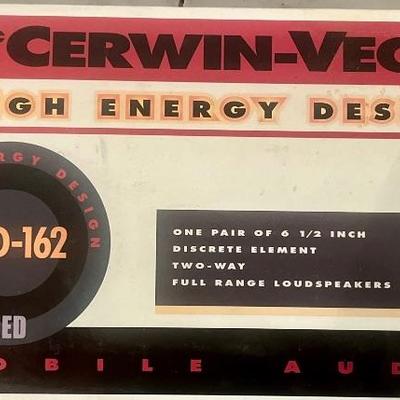 CERWIN-VEG
IGH ENERGY DES
RGY DESIGN
D-162
ONE PAIR OF 6 1/2 INCH
DISCRETE ELEMENT
TWO-WAY
FULL RANGE LOUDSPEAKERS
ED
OBILE AUD